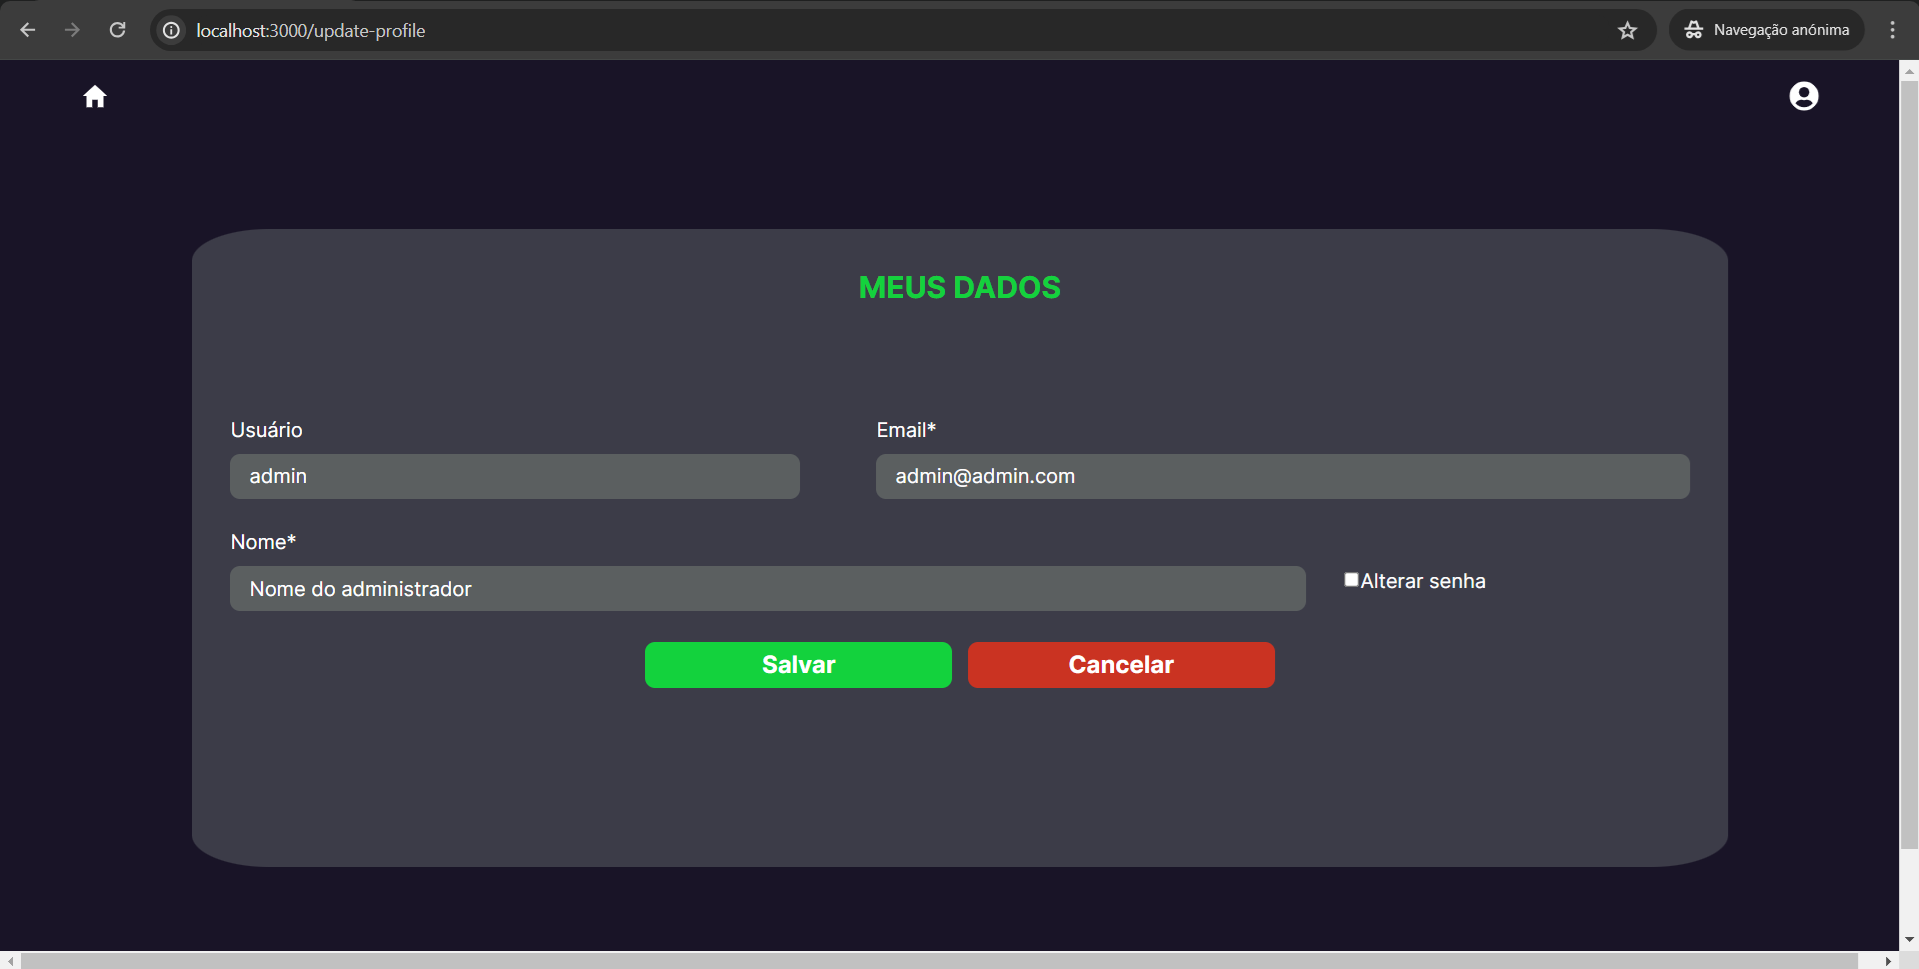 localhost:3000/update-profile
Navegação anónima
MEUS DADOS
Usuário
Email*
admin
admin@admin.com
Nome*
Nome do administrador
Alterar senha
Salvar
Cancelar